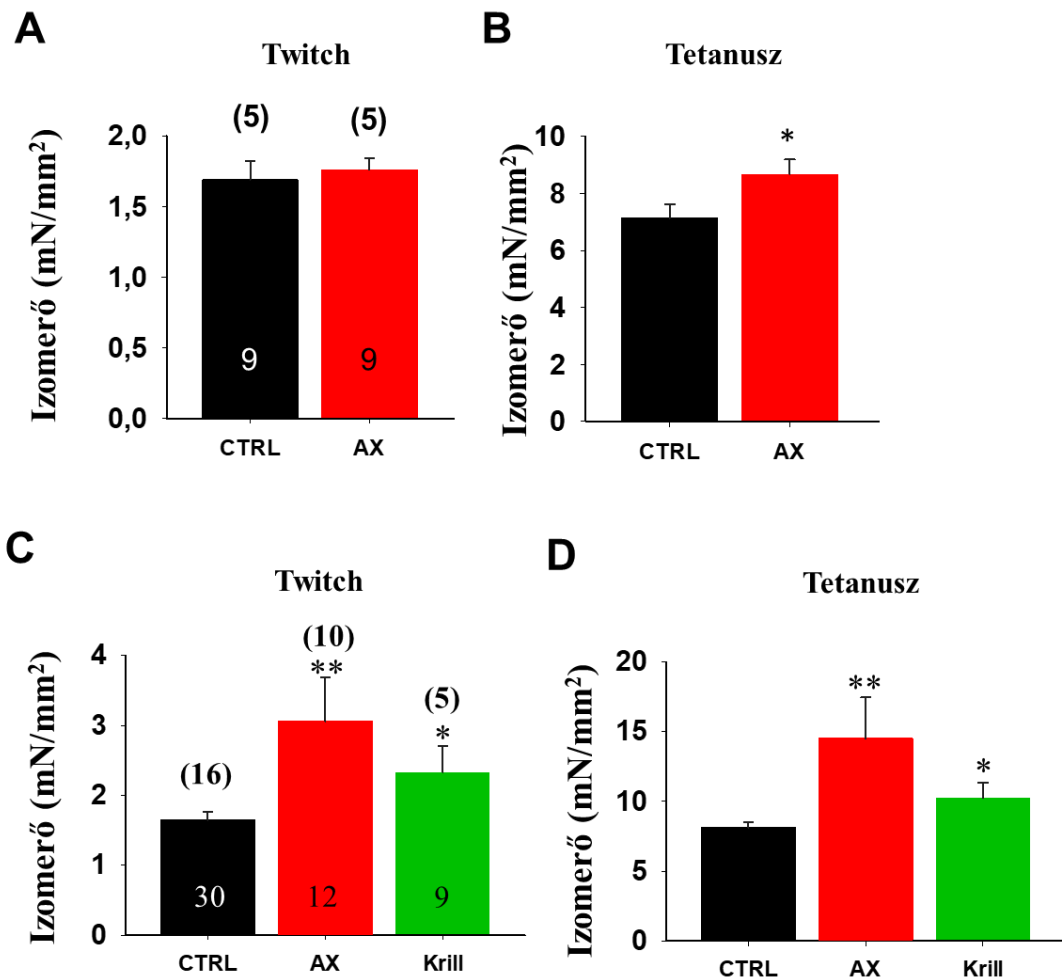 A
Twitch
(5) (5)
2,0
1,5
1,0
0,5
0,0
Izomerő (mN/mm²)
9 9
CTRL AX
B
Tetanusz
*
10
8
6
4
2
0
Izomerő (mN/mm²)
CTRL AX
C
Twitch
(10)
**
(5)
*
(16)
4
3
2
1
0
Izomerő (mN/mm²)
30 12 9
CTRL AX Krill
D
Tetanusz
**
*
20
15
10
5
0
Izomerő (mN/mm²)
CTRL AX Krill